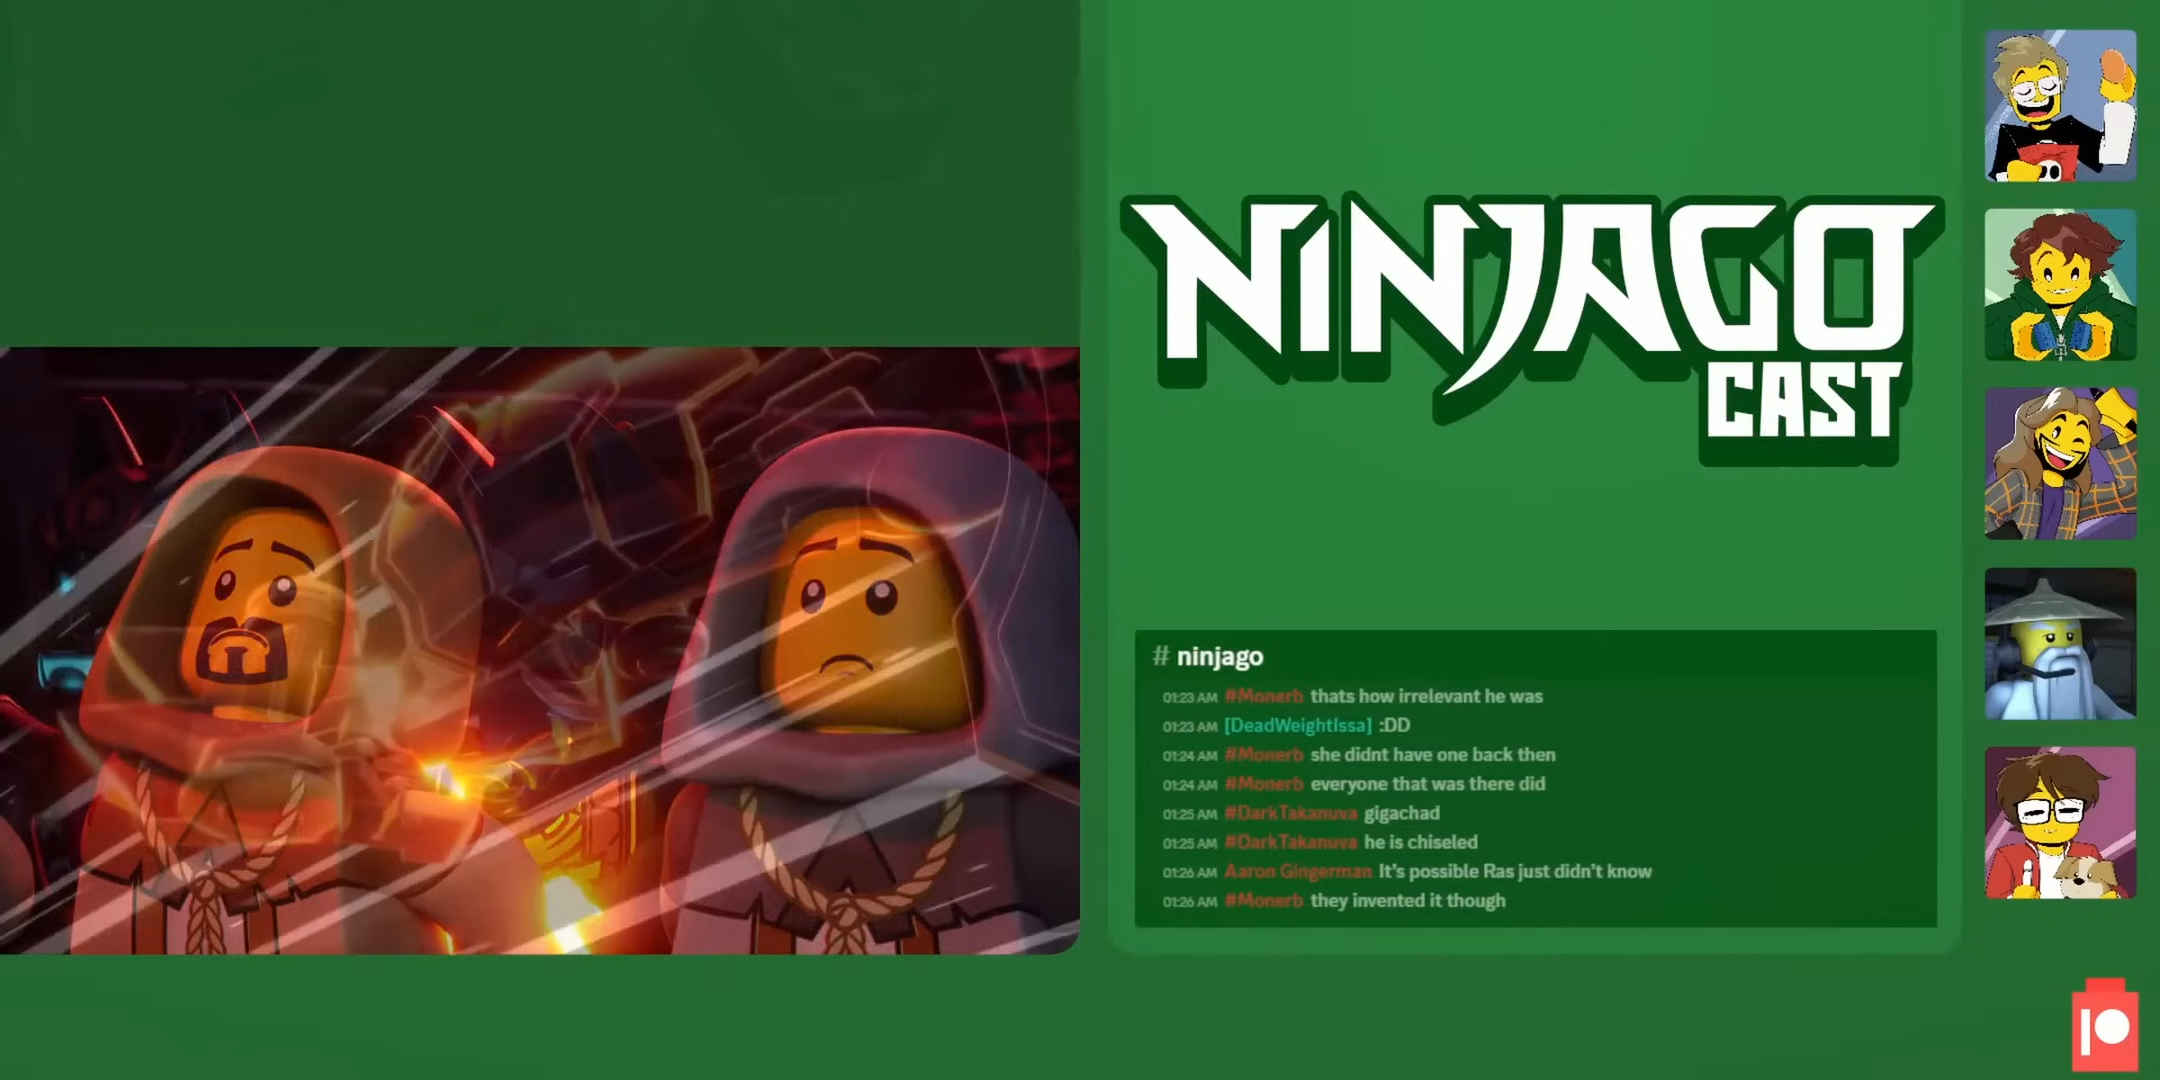 NINJAGO
CAST
# ninjago
01:23 AM #Monerb thats how irrelevant he was
01:23 AM [DeadWeightIssa] :DD
01:24 AM #Monerb she didnt have one back then
01:24 AM #Monerb everyone that was there did
01:25 AM #DarkTakanuva gigachad
01:25 AM #DarkTakanuva he is chiseled
01:26 AM Aaron Gingerman It's possible Ras just didn't know
01:26 AM #Monerb they invented it though